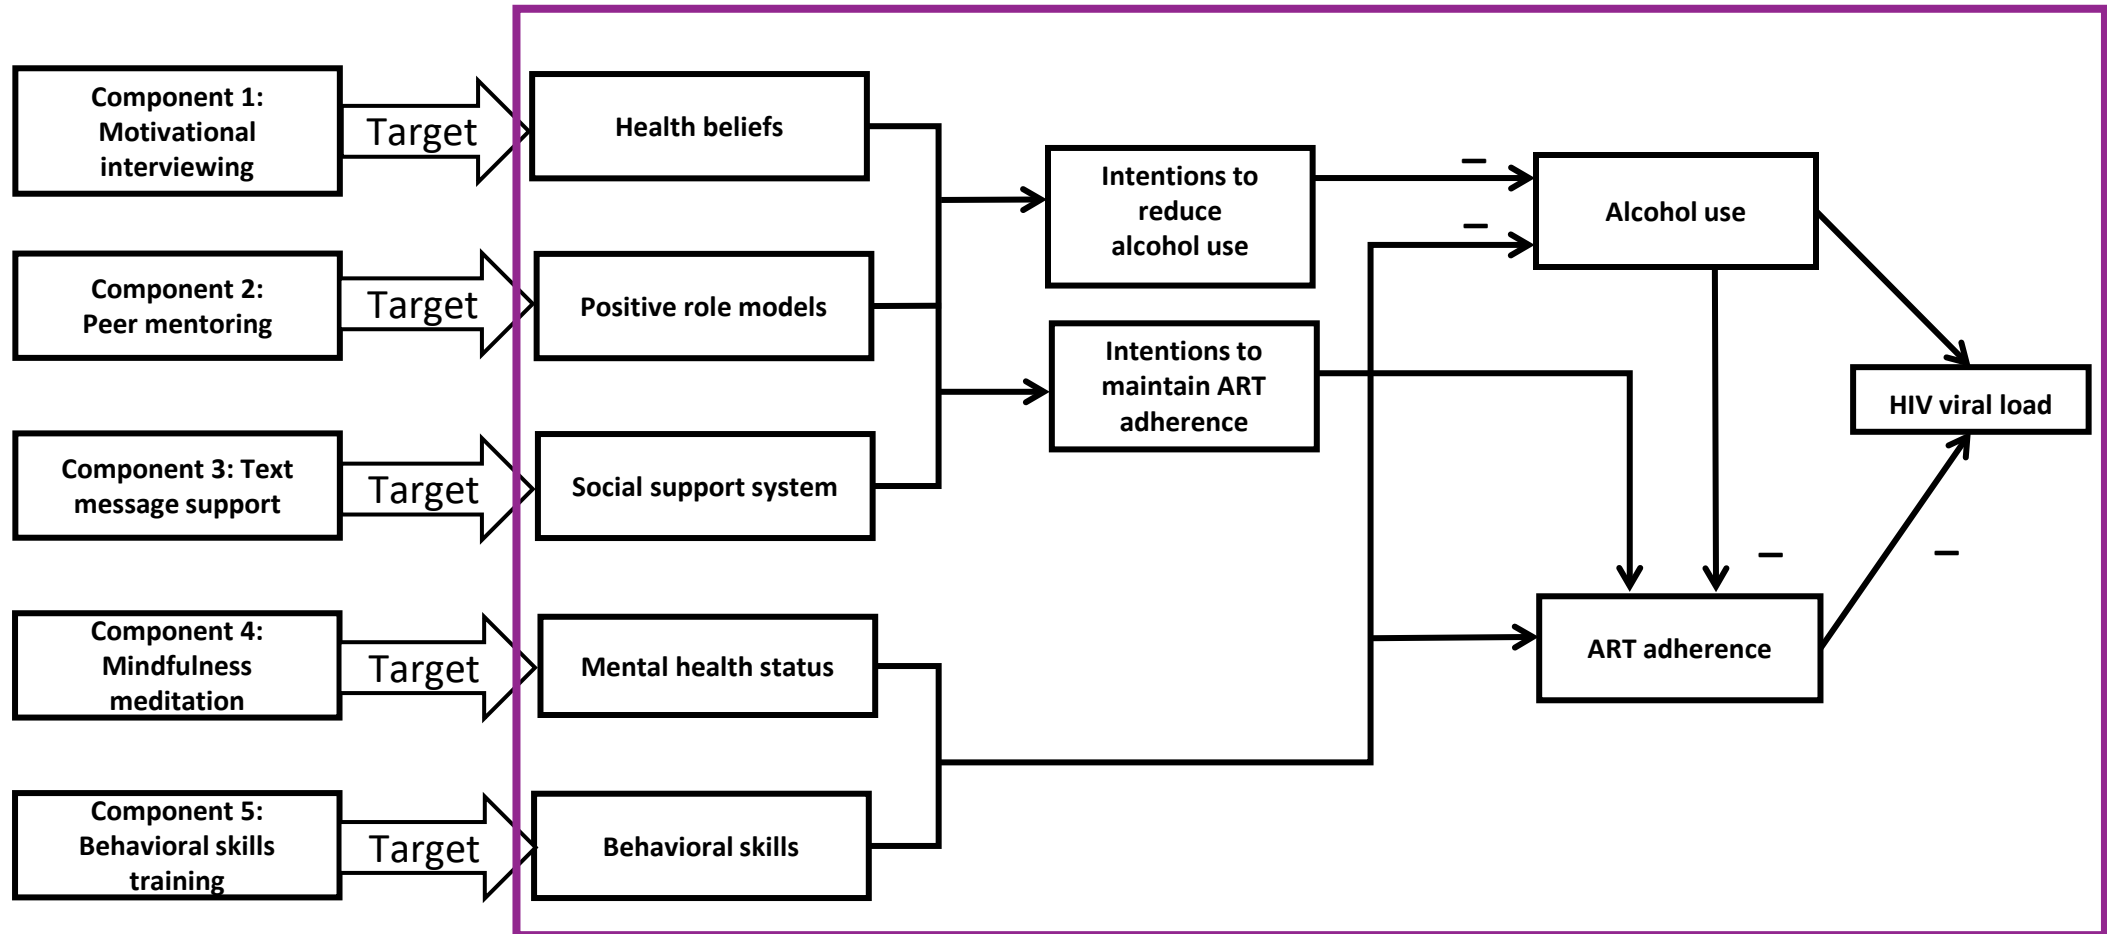 Component 1:
Motivational
interviewing
Target
Health beliefs
Component 2:
Peer mentoring
Target
Positive role models
Component 3: Text
message support
Target
Social support system
Component 4:
Mindfulness
meditation
Target
Mental health status
Component 5:
Behavioral skills
training
Target
Behavioral skills
Intentions to
reduce
alcohol use
Intentions to
maintain ART
adherence
–
–
Alcohol use
–
ART adherence
–
HIV viral load